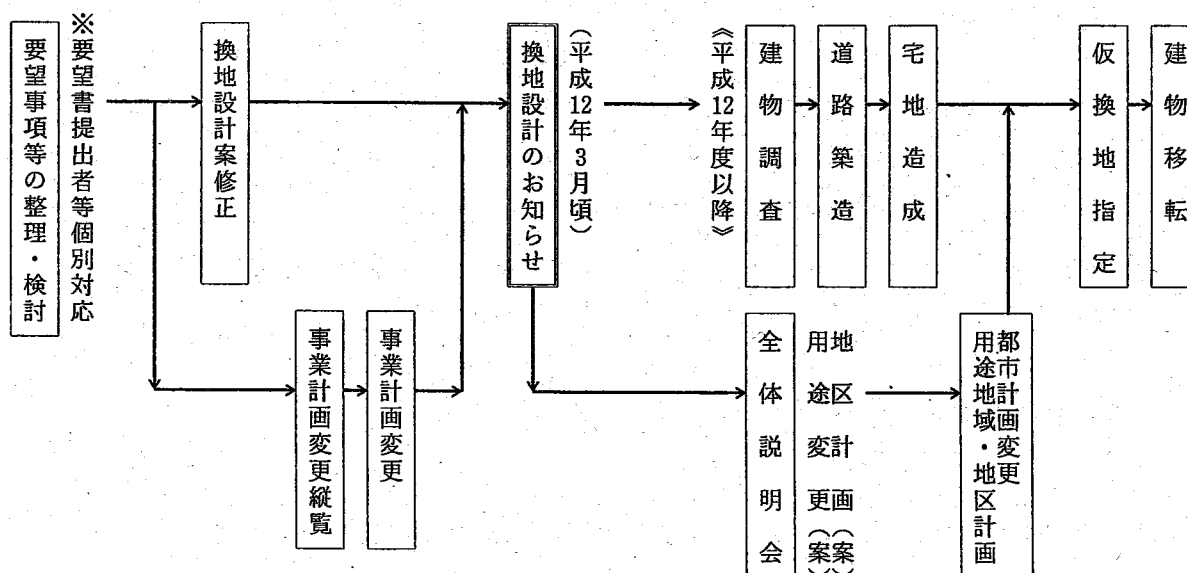 要望事項等の整理・検討
※要望書提出者等個別対応
換地設計案修正
事業計画変更縦覧
事業計画変更
換地設計のお知らせ
(平成12年3月頃)
《平成12年度以降》
建物調査
道路築造
宅地造成
全体説明会
地区計画(案)
用途変更(案)
都市計画変更
用途地域・地区計画
仮換地指定
建物移転